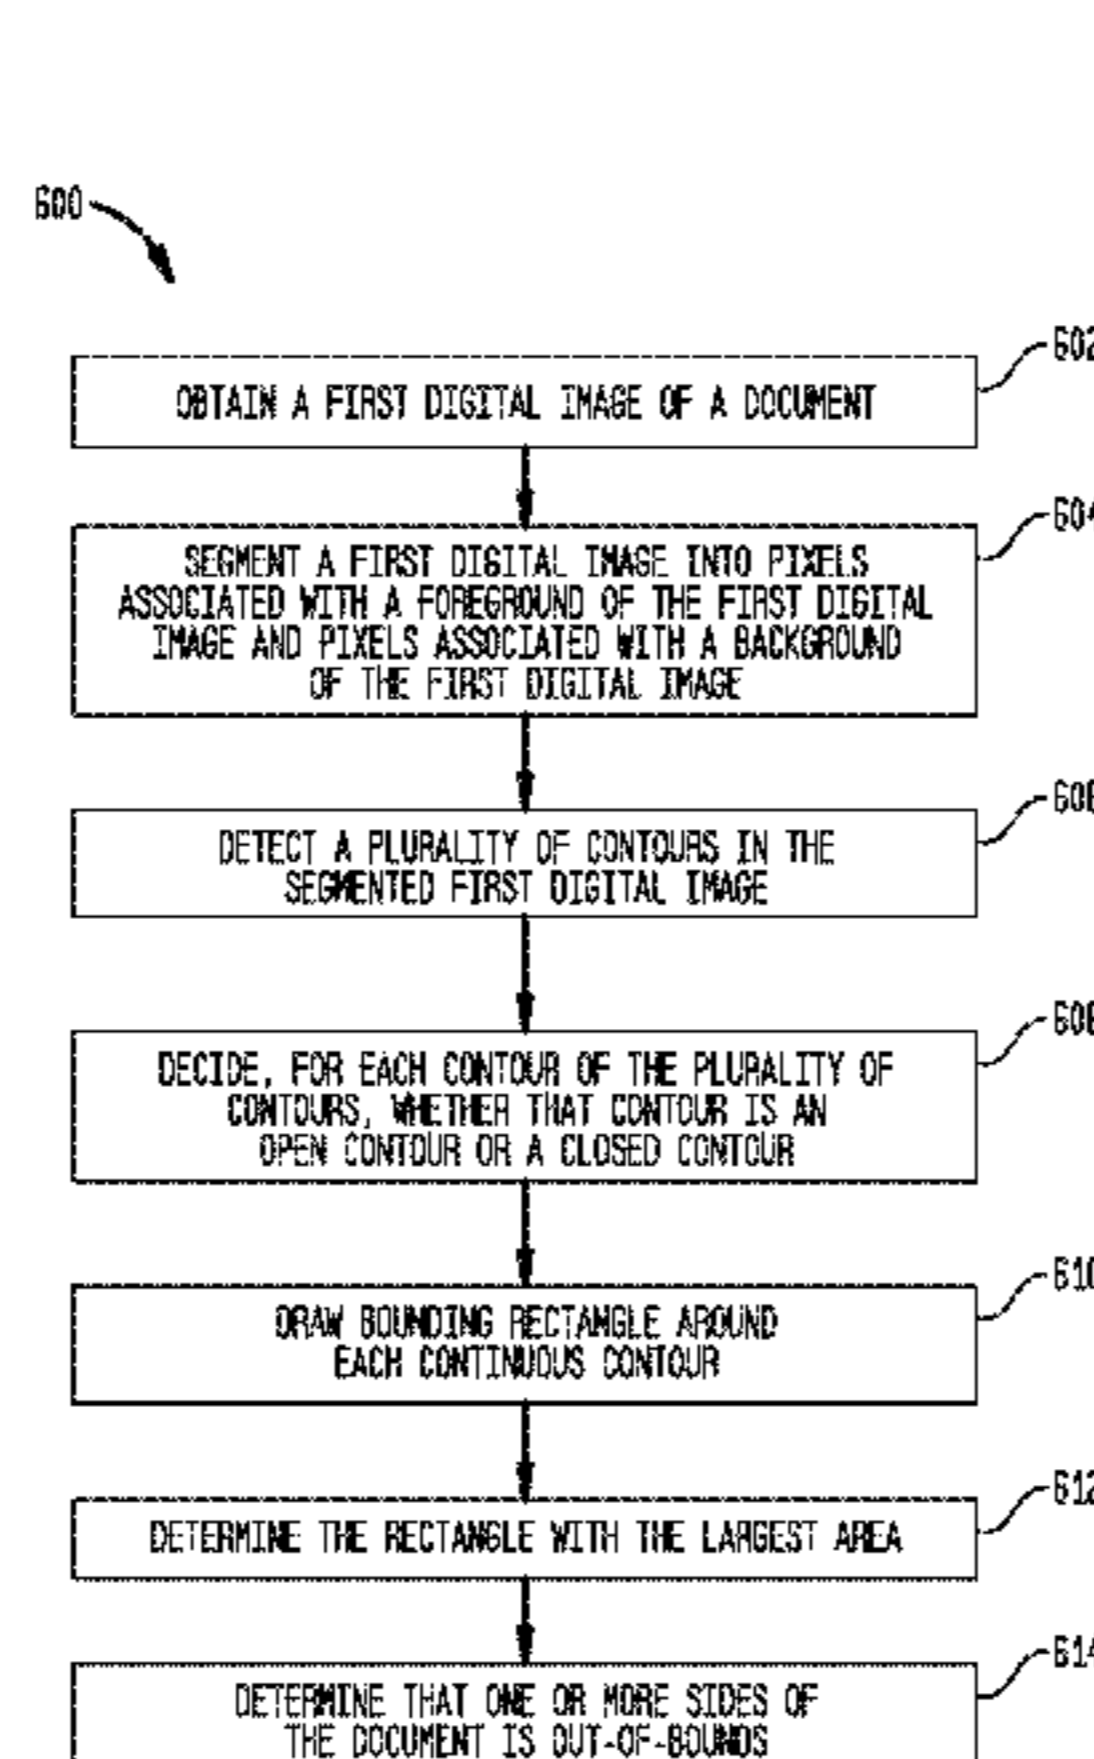 600
602
OBTAIN A FIRST DIGITAL IMAGE OF A DOCUMENT
604
SEGMENT A FIRST DIGITAL IMAGE INTO PIXELS
ASSOCIATED WITH A FOREGROUND OF THE FIRST DIGITAL
IMAGE AND PIXELS ASSOCIATED WITH A BACKGROUND
OF THE FIRST DIGITAL IMAGE
606
DETECT A PLURALITY OF CONTOURS IN THE
SEGMENTED FIRST DIGITAL IMAGE
608
DECIDE, FOR EACH CONTOUR OF THE PLURALITY OF
CONTOURS, WHETHER THAT CONTOUR IS AN
OPEN CONTOUR OR A CLOSED CONTOUR
610
DRAW BOUNDING RECTANGLE AROUND
EACH CONTINUOUS CONTOUR
612
DETERMINE THE RECTANGLE WITH THE LARGEST AREA
614
DETERMINE THAT ONE OR MORE SIDES OF
THE DOCUMENT IS OUT-OF-BOUNDS